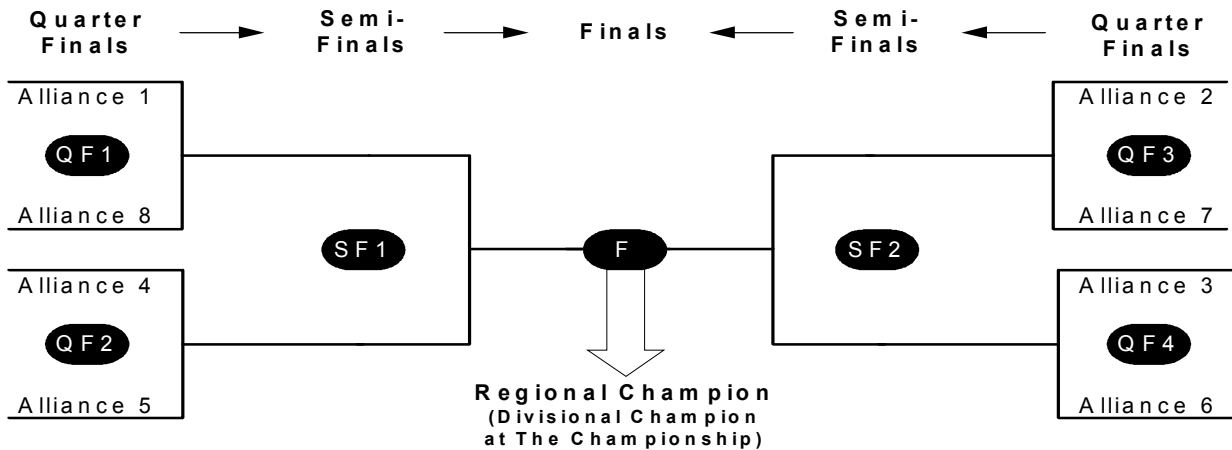 Quarter
Finals
Semi-
Finals
Finals
Semi-
Finals
Quarter
Finals
Alliance 1
QF1
Alliance 8
Alliance 4
QF2
Alliance 5
SF1
F
SF2
Alliance 2
QF3
Alliance 7
Alliance 3
QF4
Alliance 6
Regional Champion
(Divisional Champion
at The Championship)